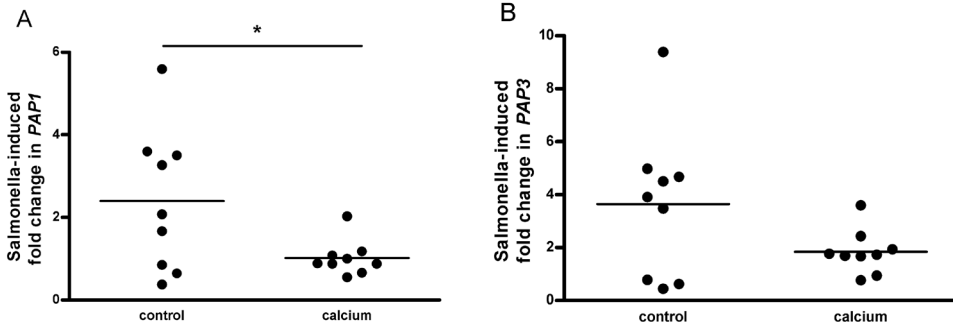 A
Salmonella-induced
fold change in PAP1
6
4
2
0
*
control
calcium
B
Salmonella-induced
fold change in PAP3
10
8
6
4
2
0
control
calcium